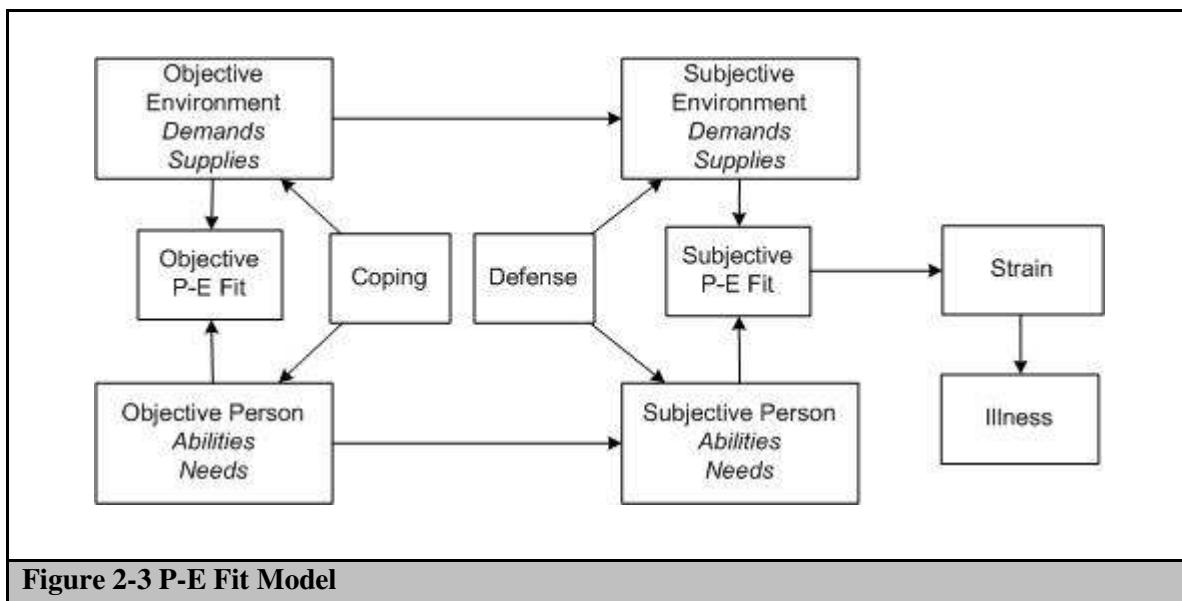 Objective
Environment
Demands
Supplies
Subjective
Environment
Demands
Supplies
Objective
P-E Fit
Coping
Defense
Subjective
P-E Fit
Strain
Objective Person
Abilities
Needs
Subjective Person
Abilities
Needs
Illness
Figure 2-3 P-E Fit Model